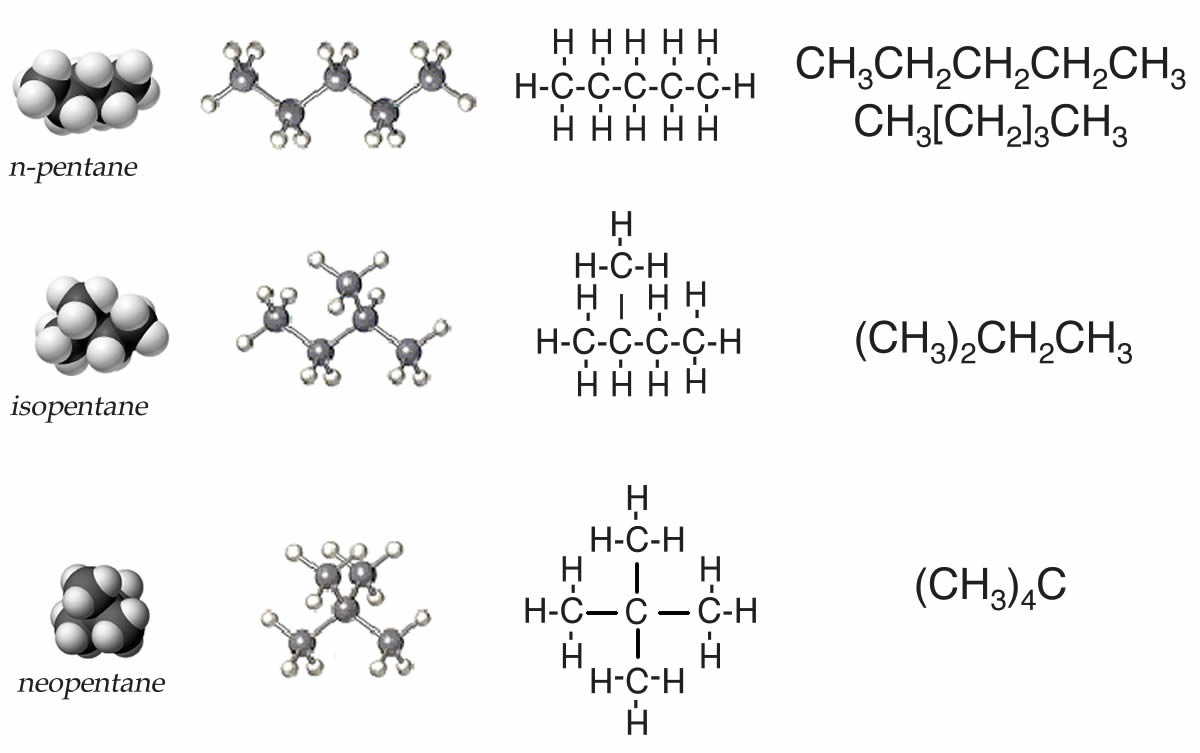 H H H H H
H-C-C-C-C-C-H
H H H H H
CH₃CH₂CH₂CH₂CH₃
CH₃[CH₂]₃CH₃
n-pentane
H
H-C-H
H H H
H-C-C-C-C-H
H H H H
(CH₃)₂CH₂CH₃
isopentane
H
H-C-H
H H
H-C—C—C-H
H H
H-C-H
H
(CH₃)₄C
neopentane